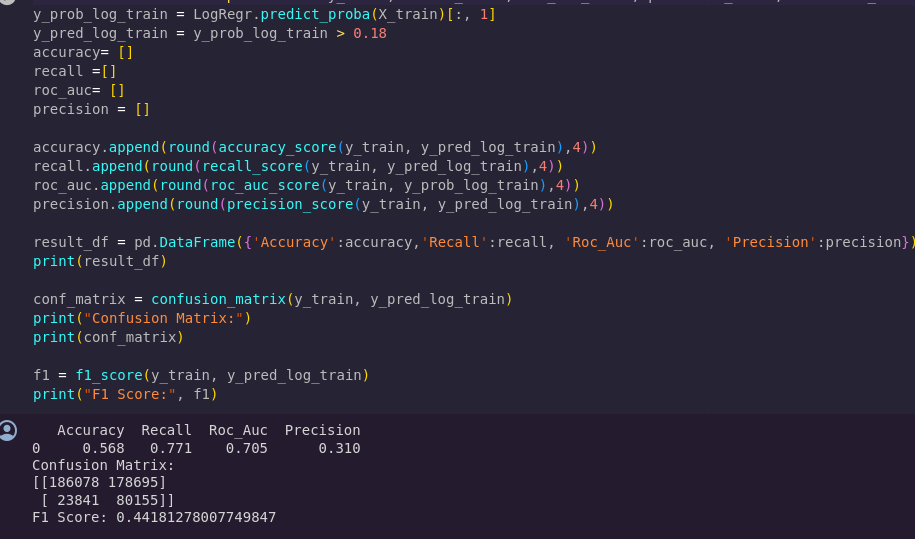 y_prob_log_train = LogRegr.predict_proba(X_train)[:, 1]
y_pred_log_train = y_prob_log_train > 0.18
accuracy= []
recall =[]
roc_auc= []
precision = []
accuracy.append(round(accuracy_score(y_train, y_pred_log_train),4))
recall.append(round(recall_score(y_train, y_pred_log_train),4))
roc_auc.append(round(roc_auc_score(y_train, y_prob_log_train),4))
precision.append(round(precision_score(y_train, y_pred_log_train),4))
result_df = pd.DataFrame({'Accuracy':accuracy,'Recall':recall, 'Roc_Auc':roc_auc, 'Precision':precision})
print(result_df)
conf_matrix = confusion_matrix(y_train, y_pred_log_train)
print("Confusion Matrix:")
print(conf_matrix)
f1 = f1_score(y_train, y_pred_log_train)
print("F1 Score:", f1)
Accuracy Recall Roc_Auc Precision
0 0.568 0.771 0.705 0.310
Confusion Matrix:
[[186078 178695]
[ 23841 80155]]
F1 Score: 0.44181278007749847